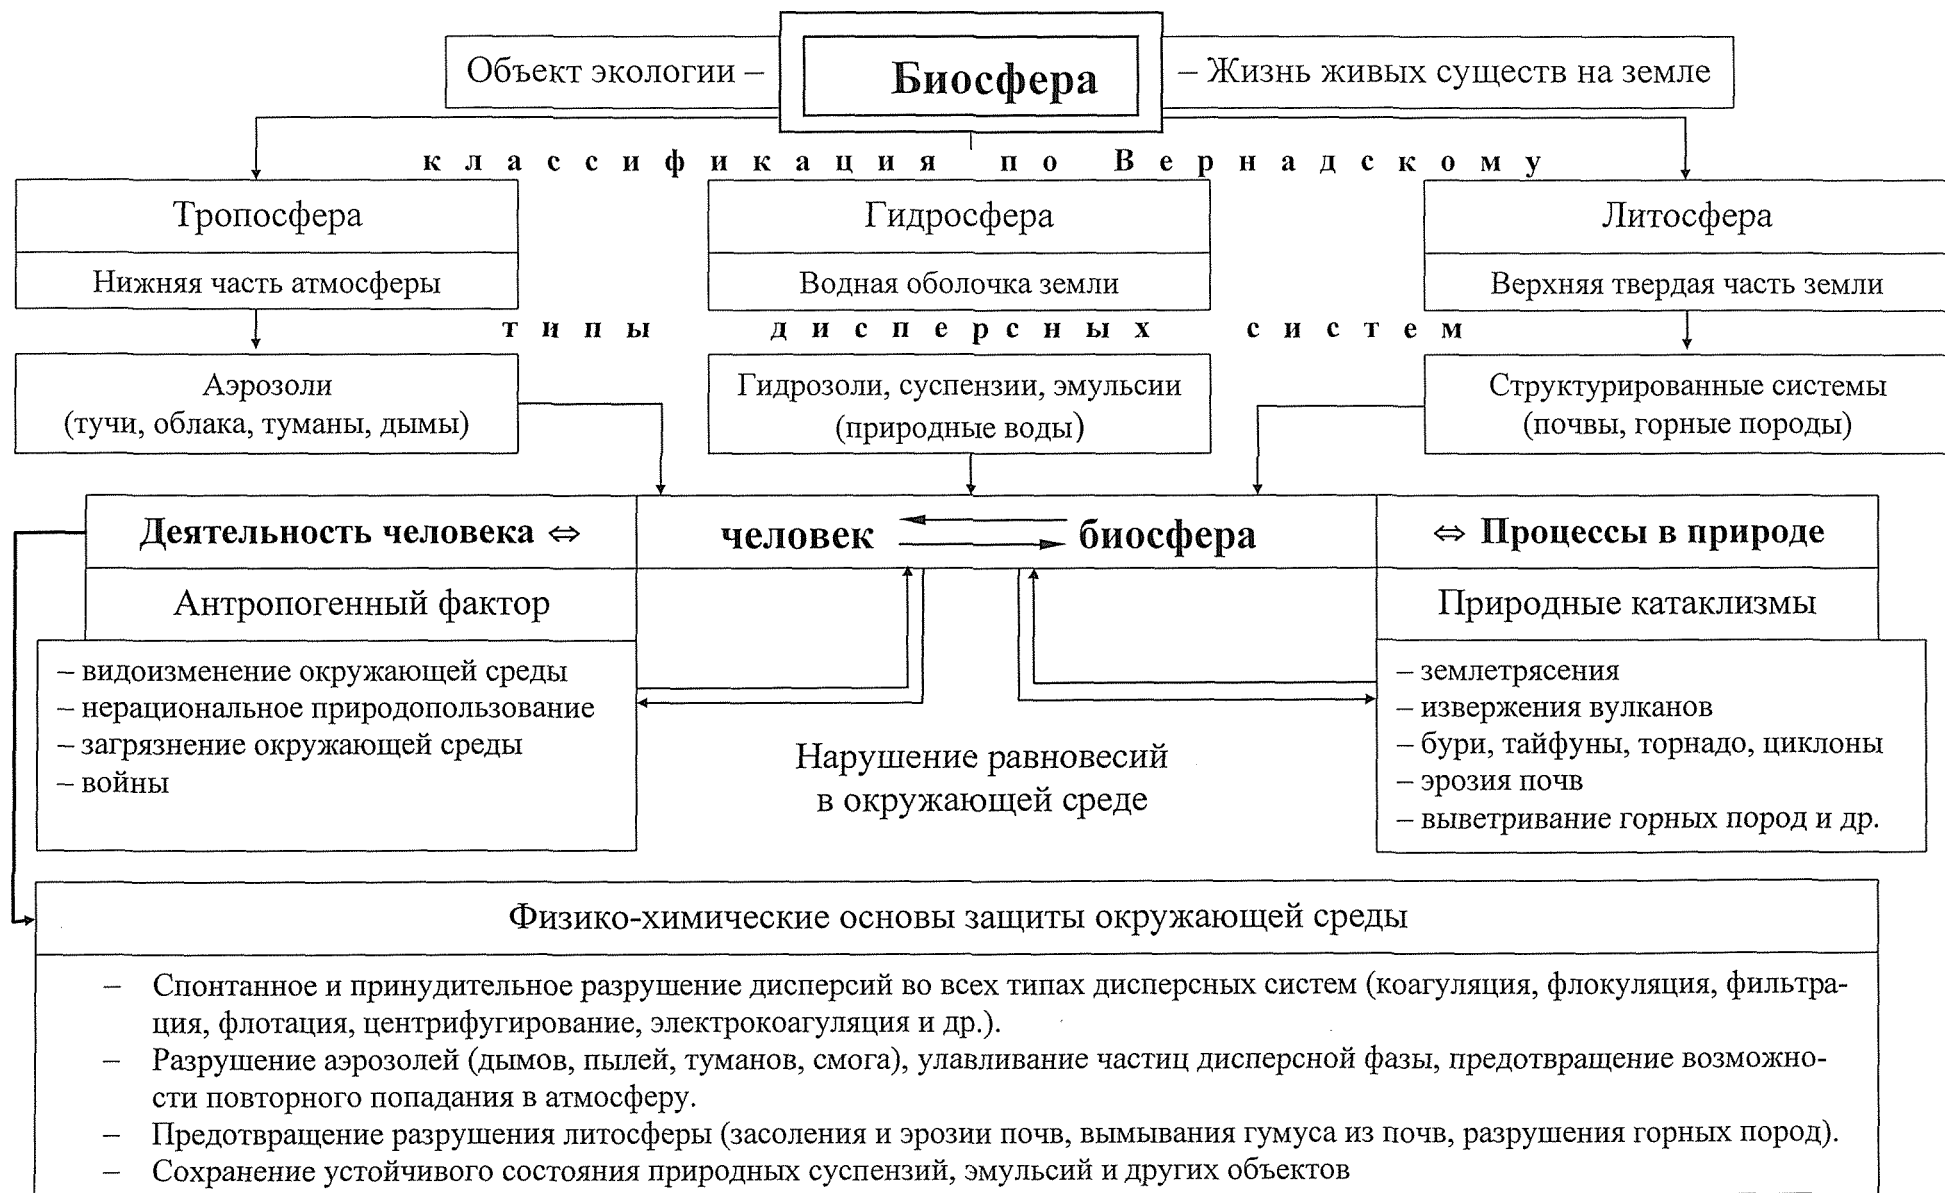 Объект экологии –
Биосфера
– Жизнь живых существ на земле
классификация по Вернадскому
Тропосфера
Гидросфера
Литосфера
Нижняя часть атмосферы
Водная оболочка земли
Верхняя твердая часть земли
типы дисперсных систем
Аэрозоли
(тучи, облака, туманы, дымы)
Гидрозоли, суспензии, эмульсии
(природные воды)
Структурированные системы
(почвы, горные породы)
Деятельность человека ⇔
человек
биосфера
⇔ Процессы в природе
Антропогенный фактор
Природные катаклизмы
– видоизменение окружающей среды
– нерациональное природопользование
– загрязнение окружающей среды
– войны
Нарушение равновесий
в окружающей среде
– землетрясения
– извержения вулканов
– бури, тайфуны, торнадо, циклоны
– эрозия почв
– выветривание горных пород и др.
Физико-химические основы защиты окружающей среды
– Спонтанное и принудительное разрушение дисперсий во всех типах дисперсных систем (коагуляция, флокуляция, фильтра-
ция, флотация, центрифугирование, электрокоагуляция и др.).
– Разрушение аэрозолей (дымов, пылей, туманов, смога), улавливание частиц дисперсной фазы, предотвращение возможно-
сти повторного попадания в атмосферу.
– Предотвращение разрушения литосферы (засоления и эрозии почв, вымывания гумуса из почв, разрушения горных пород).
– Сохранение устойчивого состояния природных суспензий, эмульсий и других объектов